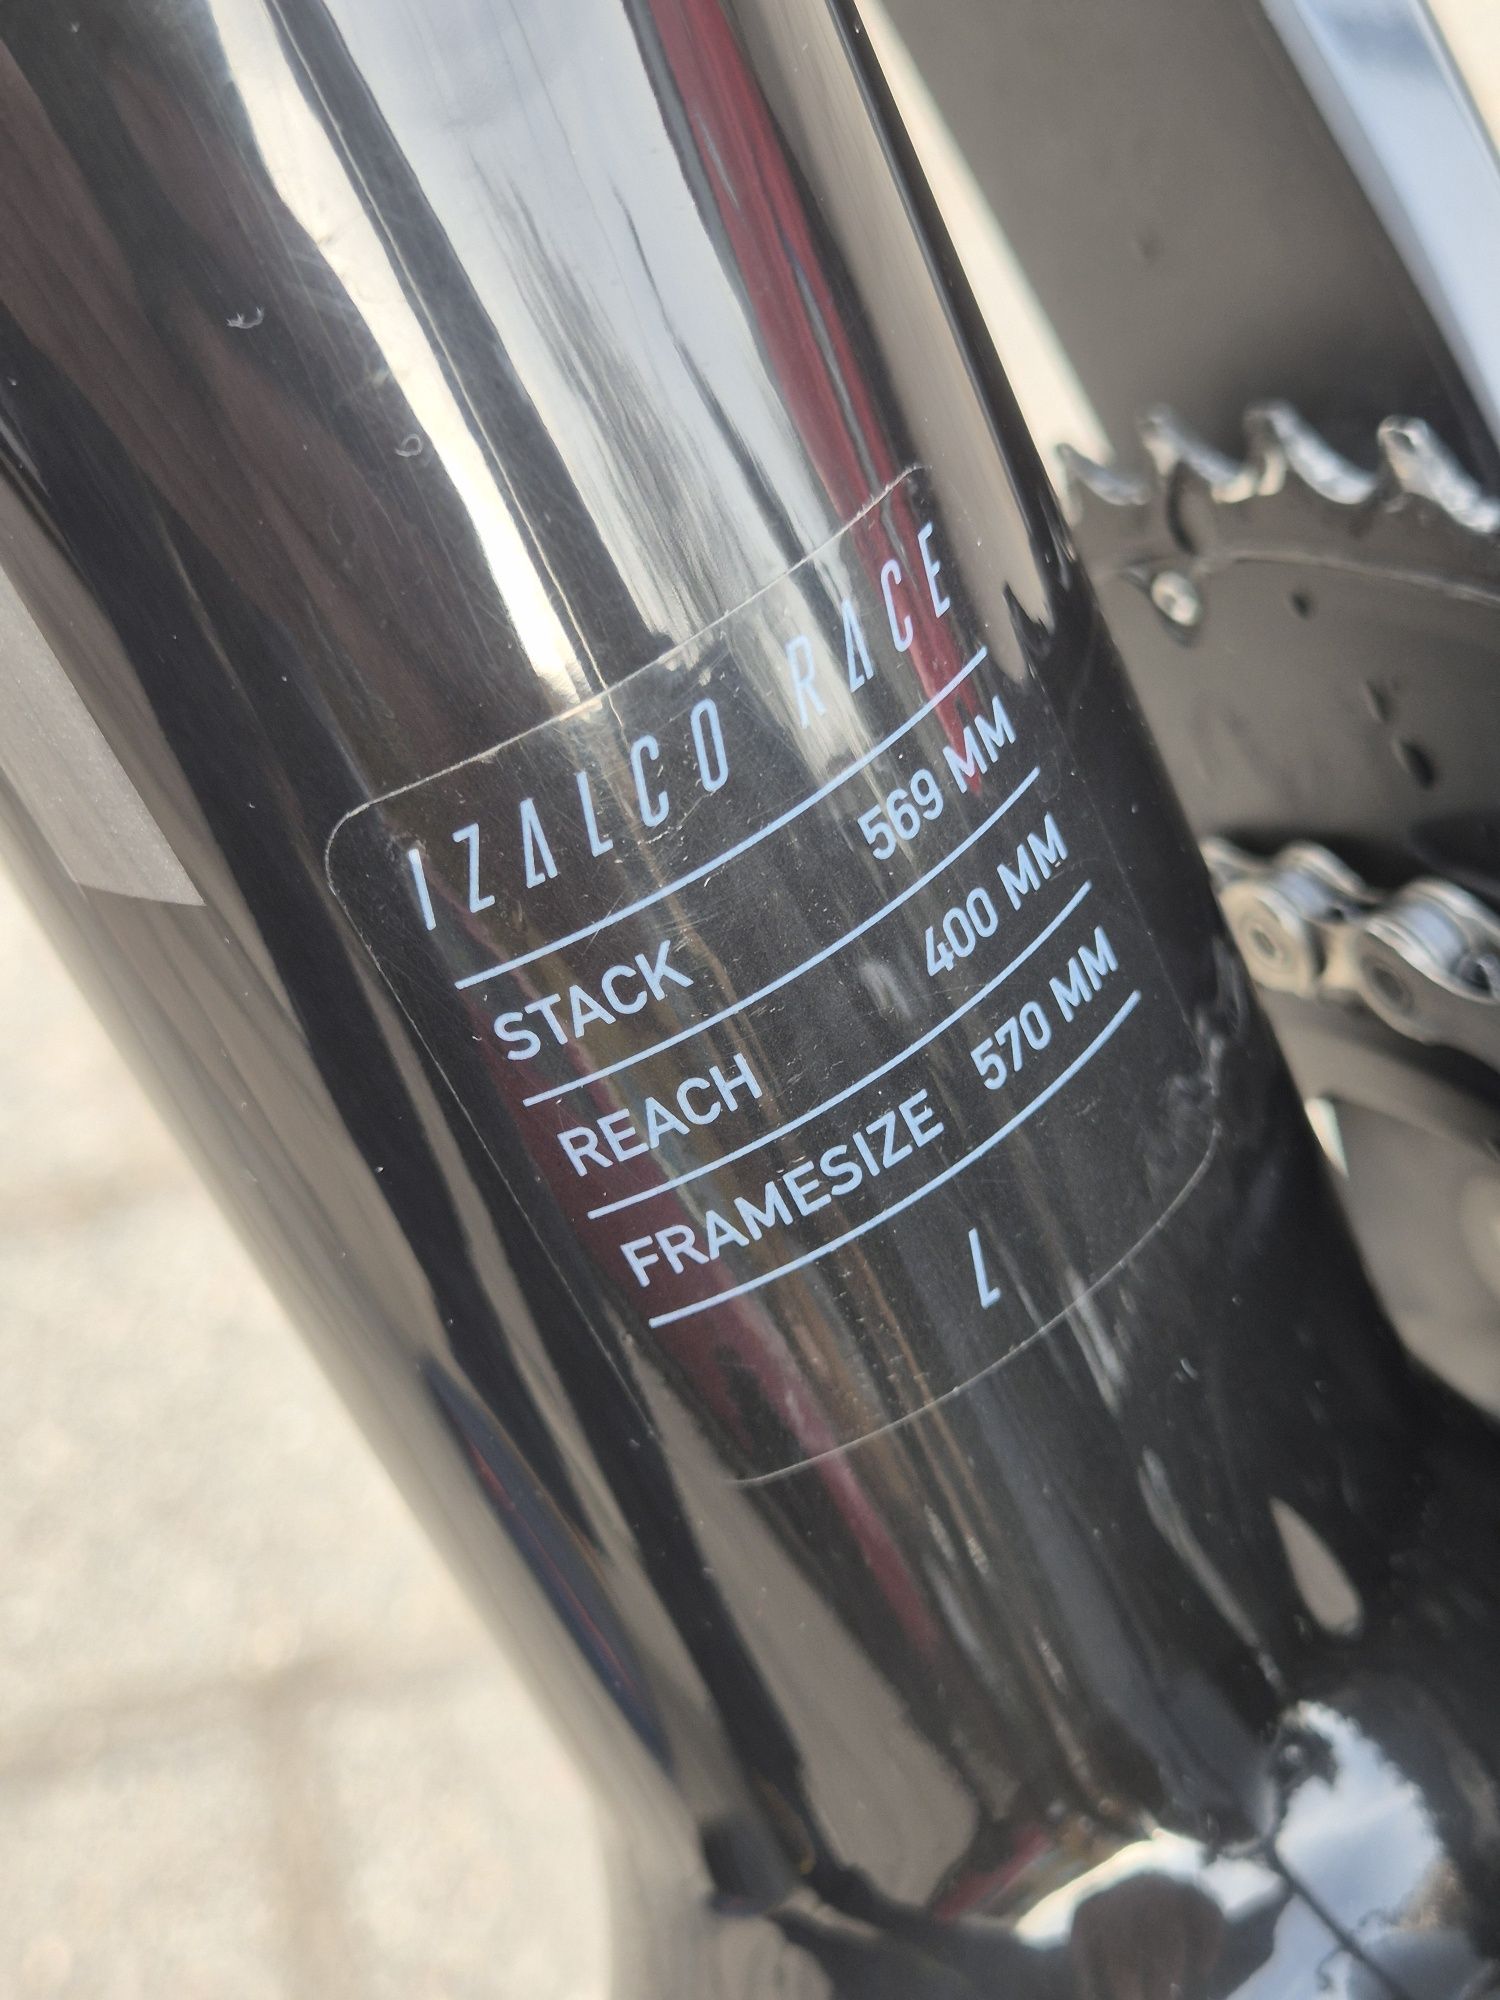 IZALCO RACE
STACK 569 MM
REACH 400 MM
FRAMESIZE 570 MM
L